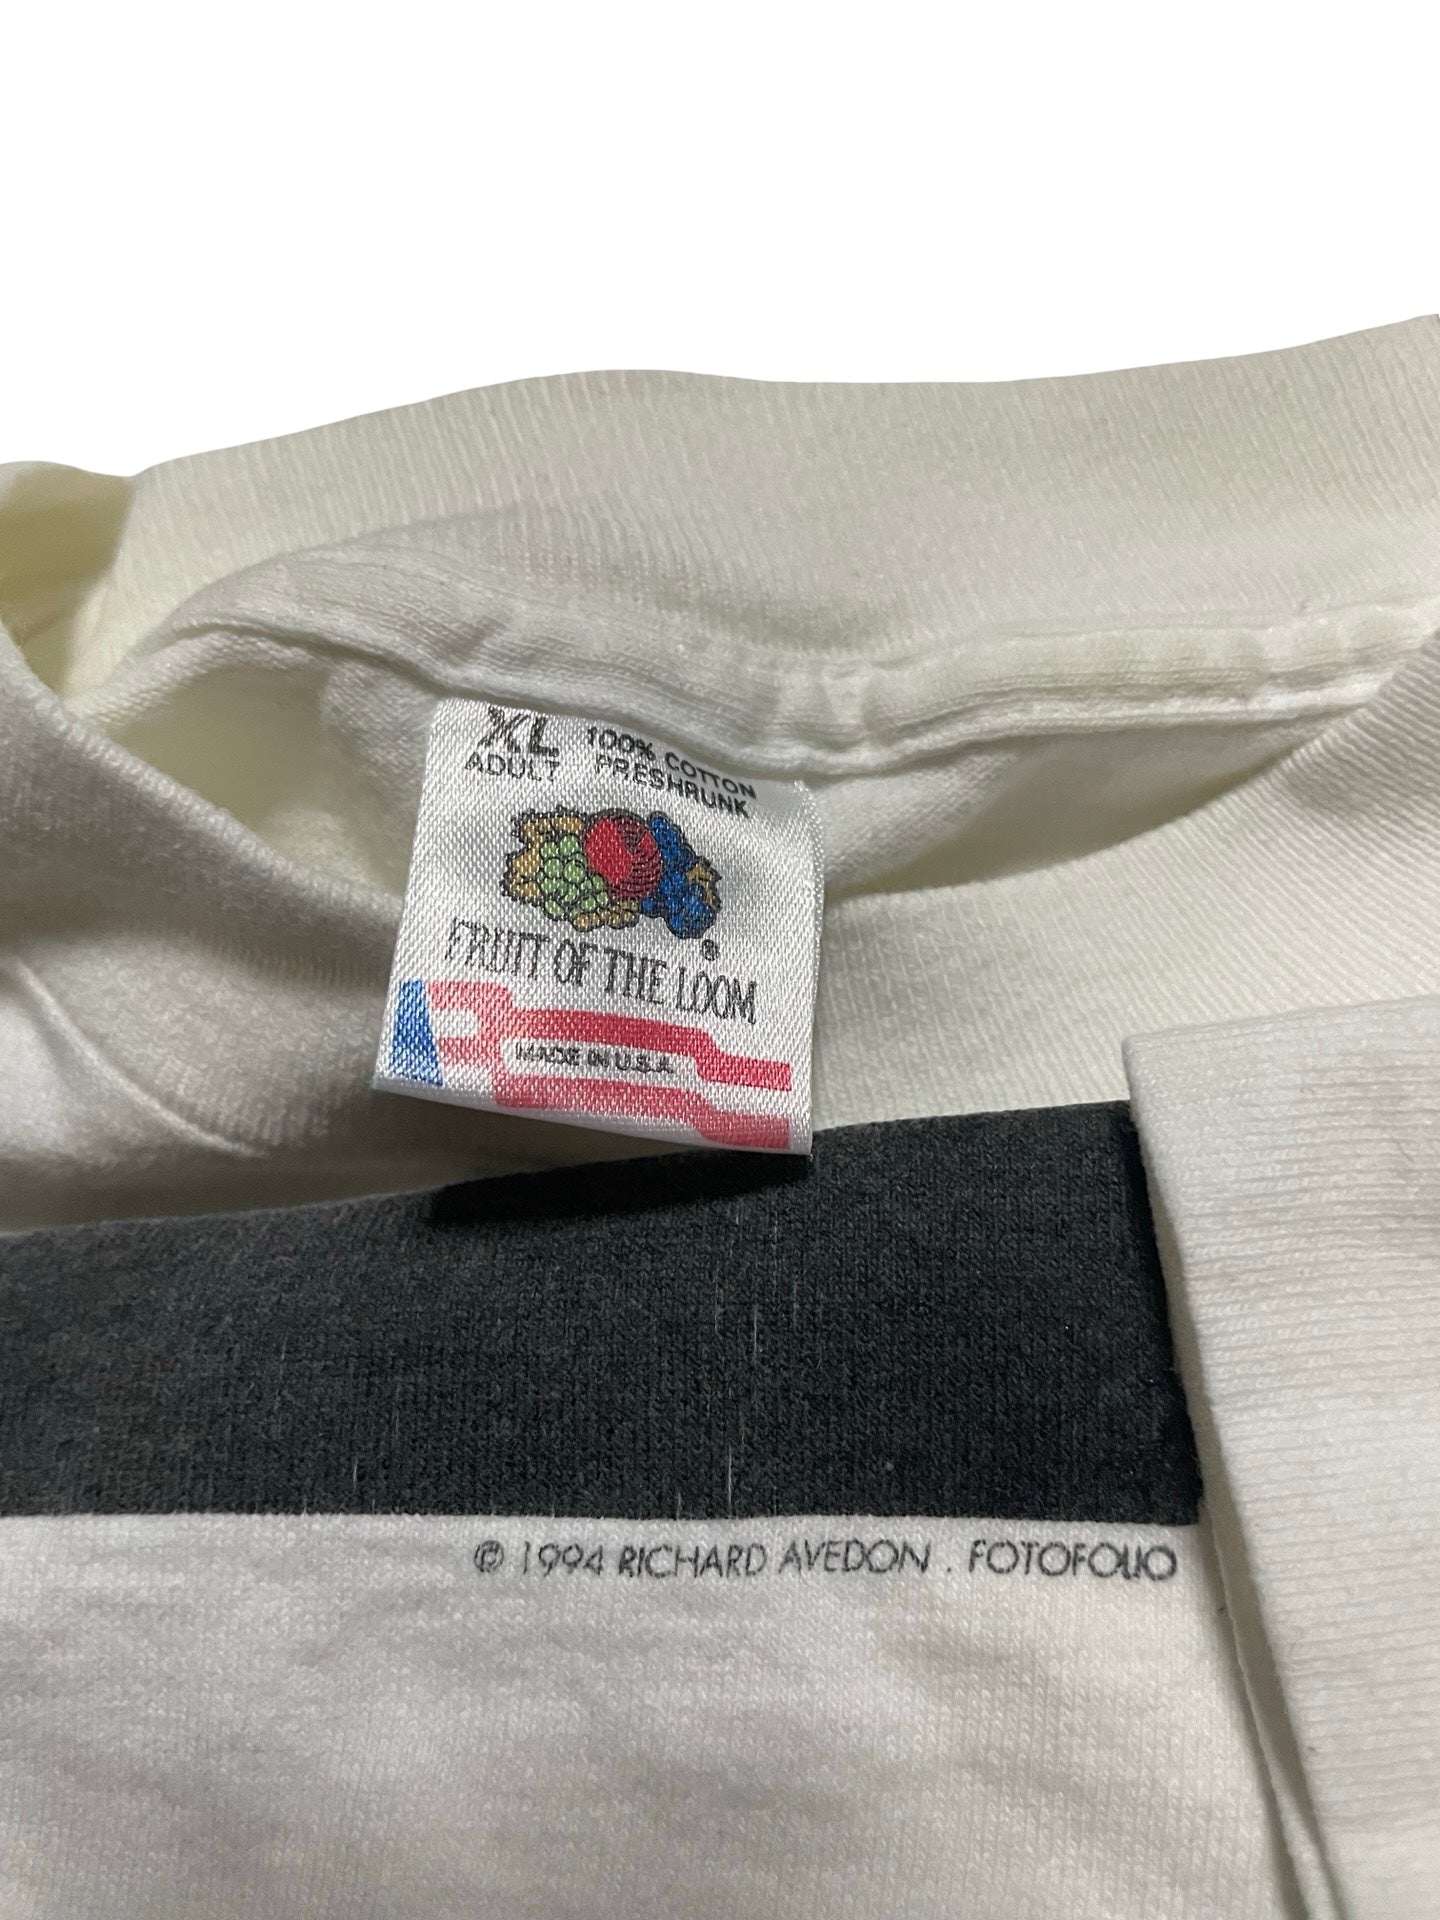 XL 100% COTTON
ADULT PRESHRUNK
FRUIT OF THE LOOM ®
MADE IN U.S.A.
© 1994 RICHARD AVEDON . FOTOFOLIO